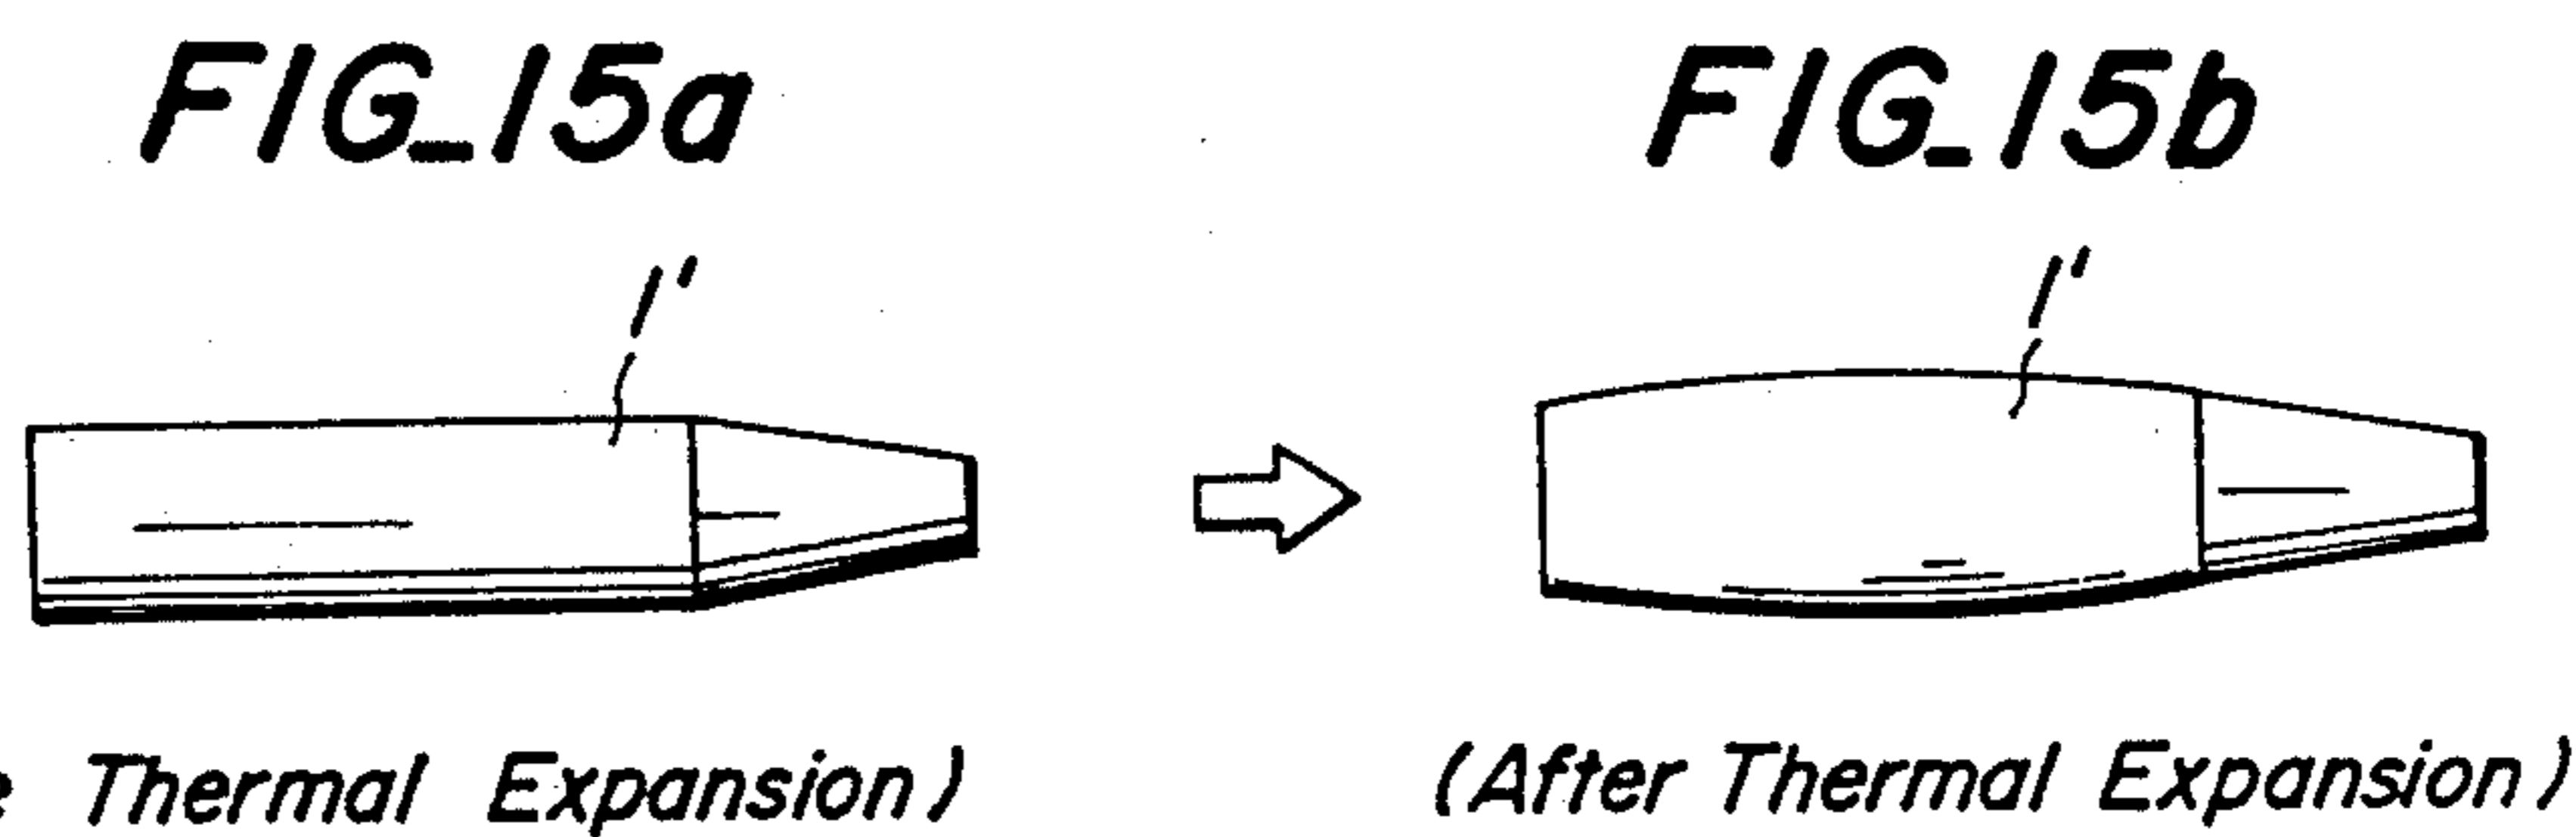 FIG_15a
FIG_15b
1'
1'
Thermal Expansion)
(After Thermal Expansion)